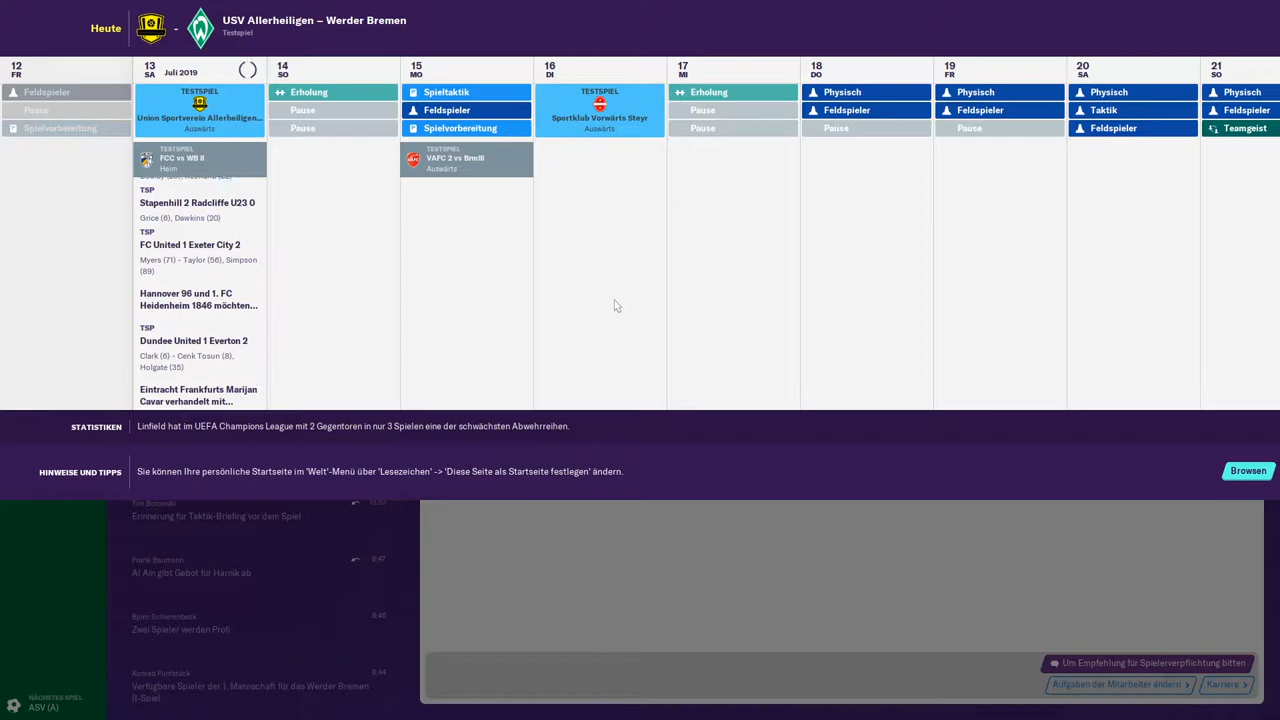 Heute
-
USV Allerheiligen – Werder Bremen
Testspiel
12
FR
Feldspieler
Pause
Spielvorbereitung
13
SA
Juli 2019
TESTSPIEL
Union Sportverein Allerheiligen...
Auswärts
TESTSPIEL
FCC vs WB II
Heim
TSP
Stapenhill 2 Radcliffe U23 0
Grice (6), Dawkins (20)
TSP
FC United 1 Exeter City 2
Myers (71) - Taylor (56), Simpson
(89)
Hannover 96 und 1. FC
Heidenheim 1846 möchten...
TSP
Dundee United 1 Everton 2
Clark (6) - Cenk Tosun (8),
Holgate (35)
Eintracht Frankfurts Marijan
Cavar verhandelt mit...
14
SO
Erholung
Pause
Pause
15
MO
Spieltaktik
Feldspieler
Spielvorbereitung
TESTSPIEL
VAFC 2 vs BrmIII
Auswärts
16
DI
TESTSPIEL
Sportklub Vorwärts Steyr
Auswärts
17
MI
Erholung
Pause
Pause
18
DO
Physisch
Feldspieler
Pause
19
FR
Physisch
Feldspieler
Pause
20
SA
Physisch
Taktik
Feldspieler
21
SO
Physisch
Feldspieler
Teamgeist
STATISTIKEN
Linfield hat im UEFA Champions League mit 2 Gegentoren in nur 3 Spielen eine der schwächsten Abwehrreihen.
HINWEISE UND TIPPS
Sie können Ihre persönliche Startseite im 'Welt'-Menü über 'Lesezeichen' -> 'Diese Seite als Startseite festlegen' ändern.
Browsen
Tim Borowski
13:53
Erinnerung für Taktik-Briefing vor dem Spiel
Frank Baumann
8:47
Al Ain gibt Gebot für Harnik ab
Björn Schierenbeck
8:46
Zwei Spieler werden Profi
Konrad Fünfstück
8:44
Verfügbare Spieler der 1. Mannschaft für das Werder Bremen
II-Spiel
Um Empfehlung für Spielerverpflichtung bitten
Aufgaben der Mitarbeiter ändern >
Karriere >
NÄCHSTES SPIEL
ASV (A)